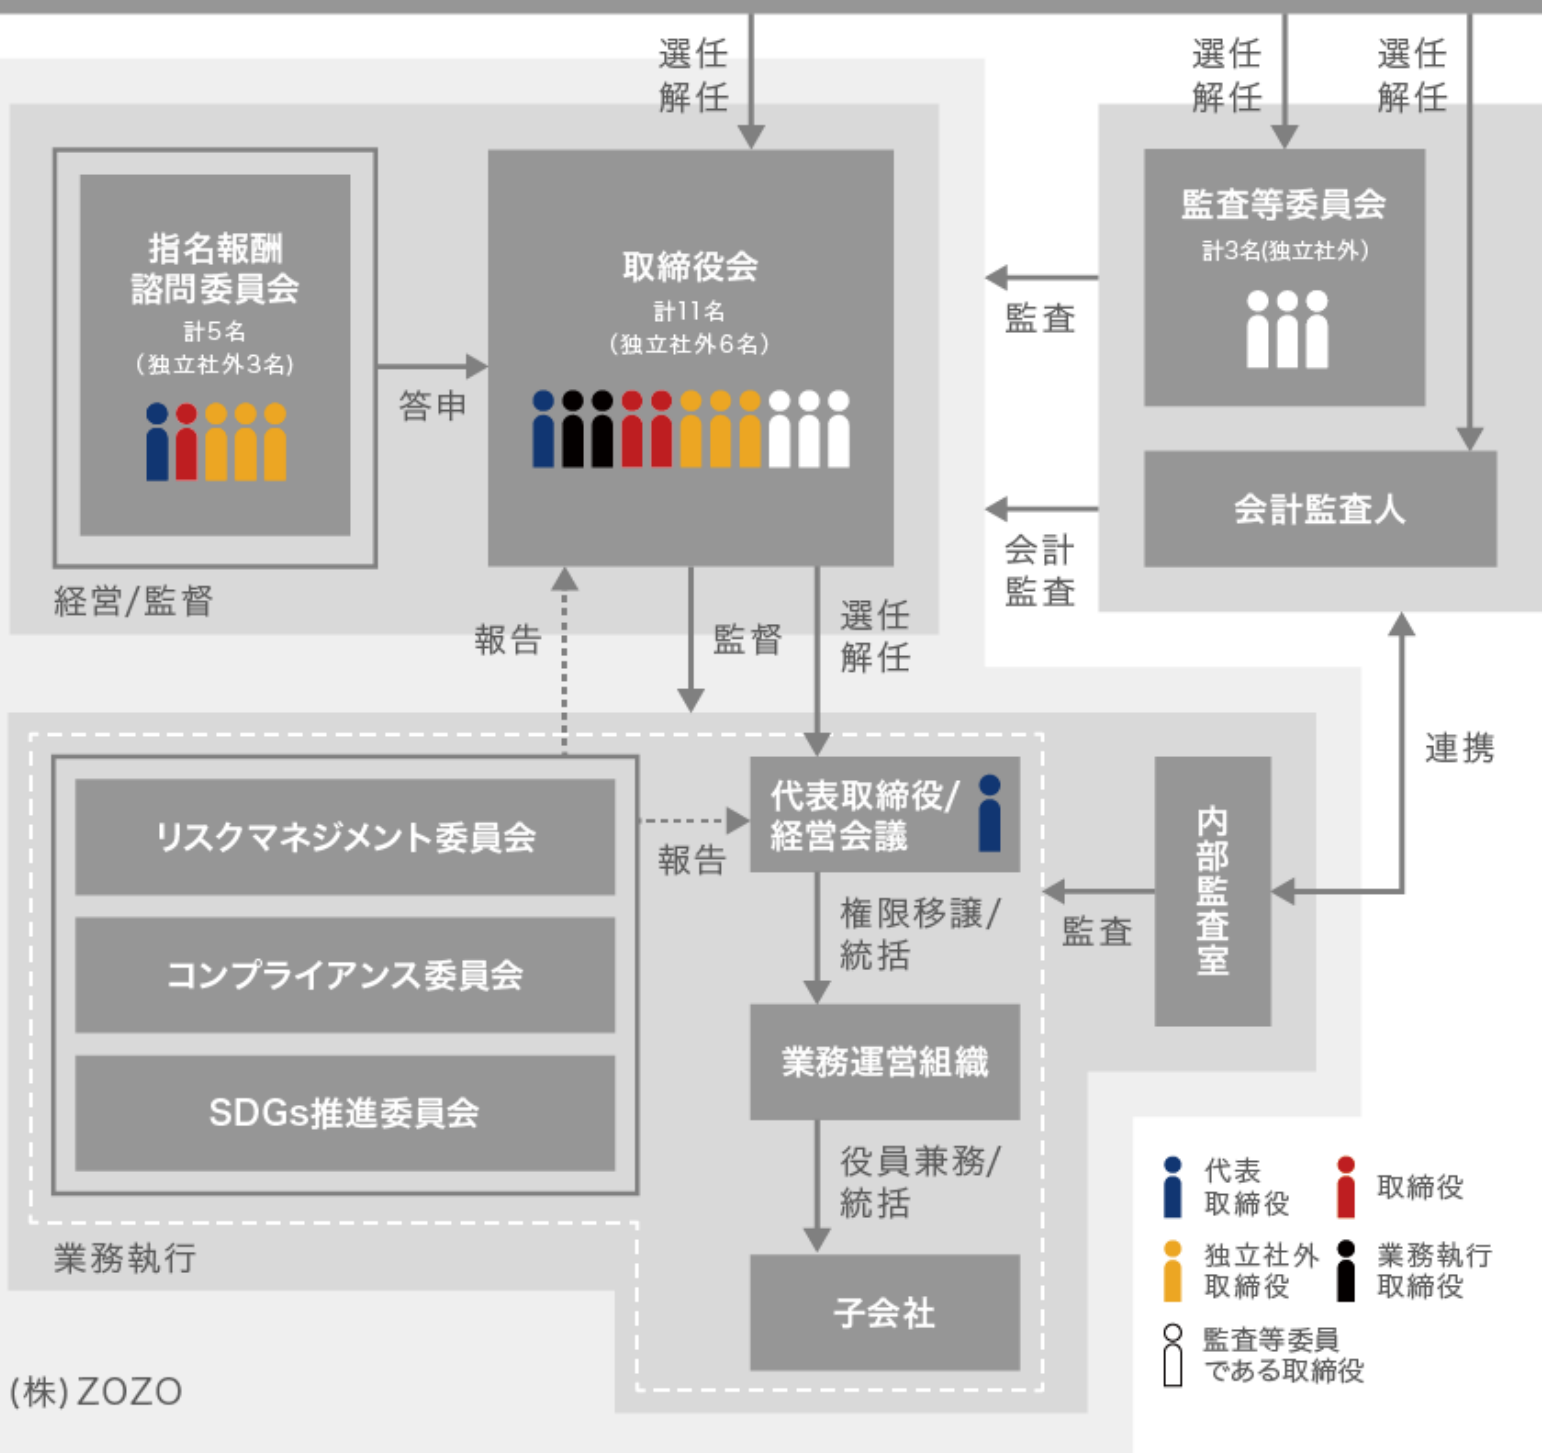 選任
解任
選任
解任
選任
解任
指名報酬
諮問委員会
計5名
（独立社外3名）
答申
取締役会
計11名
（独立社外6名）
監査等委員会
計3名(独立社外）
監査
会計監査人
会計
監査
経営/監督
報告
監督
選任
解任
連携
リスクマネジメント委員会
コンプライアンス委員会
SDGs推進委員会
報告
代表取締役/
経営会議
権限移譲/
統括
業務運営組織
役員兼務/
統括
子会社
監査
内部監査室
業務執行
(株) ZOZO
代表
取締役
取締役
独立社外
取締役
業務執行
取締役
監査等委員
である取締役